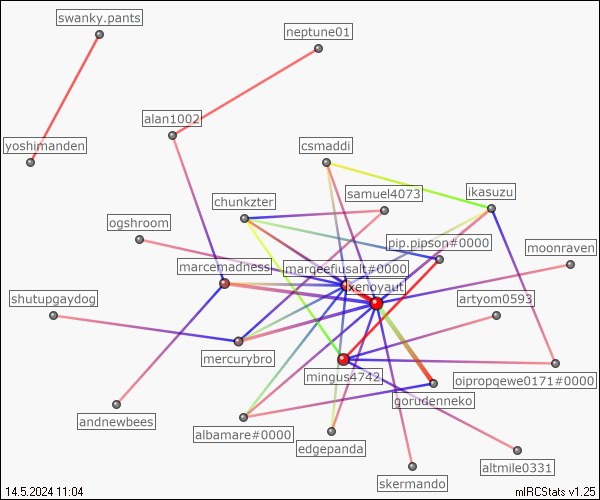 swanky.pants
neptune01
alan1002
yoshimanden
csmaddi
samuel4073
ikasuzu
chunkzter
ogshroom
pip.pipson#0000
moonraven
marcemadness
marqeefiusalt#0000
xenoyaut
shutupgaydog
artyom0593
mercurybro
mingus4742
oipropqewe0171#0000
gorudenneko
andnewbees
albamare#0000
edgepanda
altmile0331
skermando
14.5.2024 11:04
mIRCStats v1.25